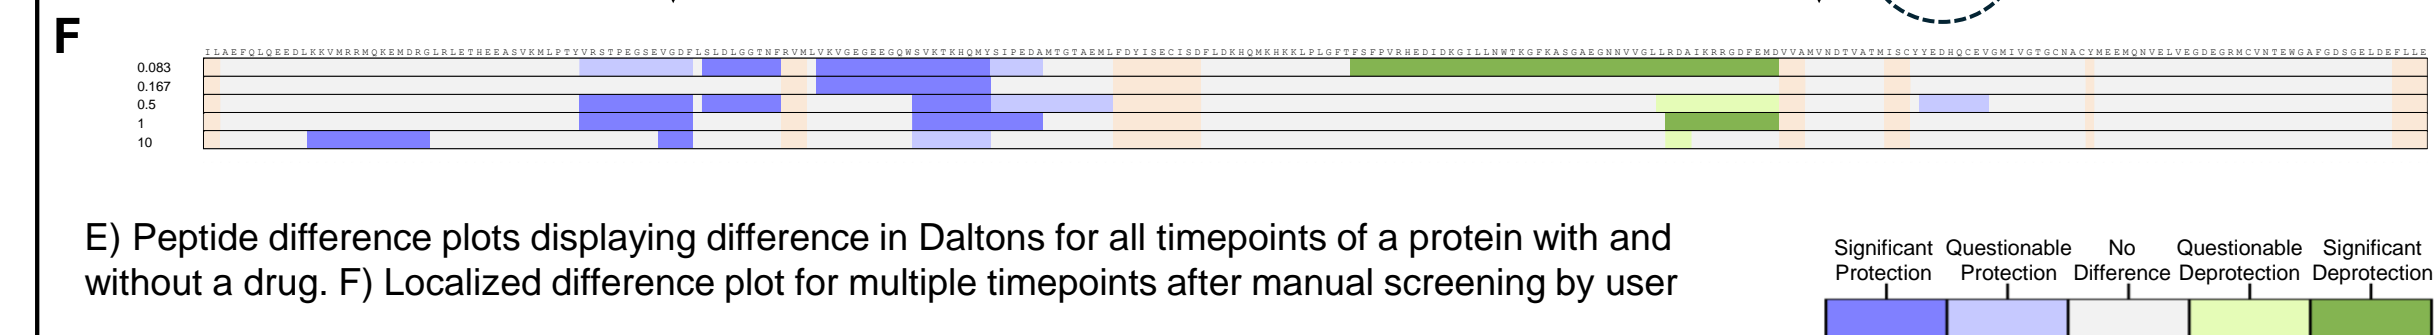 F
ILAEFQLQEEDLKKVMRRMQKEMDRGLRLETHEEASVKMLPTYVRSTPEGSEVGDFLSLDLGGTNFRVMLVKVGEGEEGQWSVKTKHQMYSIPEDAMTGTAEMLFDYISECISDFLDKHQMKHKKLPLGFTFSFPVRHEDIDKGILLNWTKGFKASGAEGNNVVGLLRDAIKRRGDFEMDVVAMVNDTVATMISCYYEDHQCEVGMIVGTGCNACYMEEMQNVELVEGDEGRMCVNTEWGAFGDSGELDEFLLE
0.083
0.167
0.5
1
10
E) Peptide difference plots displaying difference in Daltons for all timepoints of a protein with and
without a drug. F) Localized difference plot for multiple timepoints after manual screening by user
Significant Questionable No Questionable Significant
Protection Protection Difference Deprotection Deprotection